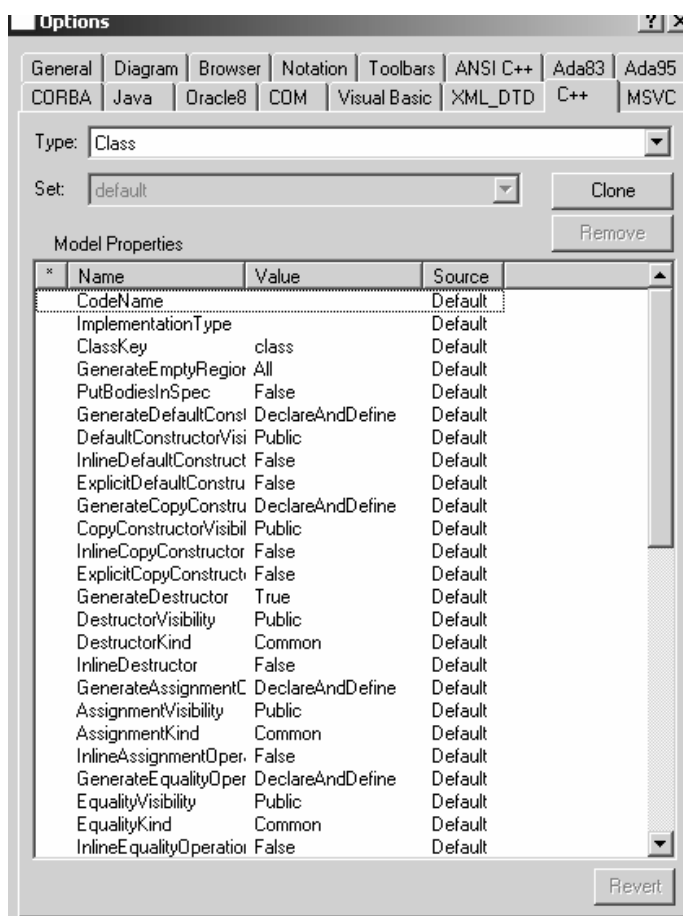 Options
General Diagram Browser Notation Toolbars ANSI C++ Ada83 Ada95
CORBA Java Oracle8 COM Visual Basic XML_DTD C++ MSVC
Type: Class
Set: default Clone
Remove
Model Properties
* Name Value Source
CodeName Default
ImplementationType Default
ClassKey class Default
GenerateEmptyRegior All Default
PutBodiesInSpec False Default
GenerateDefaultConst DeclareAndDefine Default
DefaultConstructorVisi Public Default
InlineDefaultConstruct False Default
ExplicitDefaultConstru False Default
GenerateCopyConstru DeclareAndDefine Default
CopyConstructorVisibil Public Default
InlineCopyConstructor False Default
ExplicitCopyConstruct False Default
GenerateDestructor True Default
DestructorVisibility Public Default
DestructorKind Common Default
InlineDestructor False Default
GenerateAssignmentC DeclareAndDefine Default
AssignmentVisibility Public Default
AssignmentKind Common Default
InlineAssignmentOper False Default
GenerateEqualityOper DeclareAndDefine Default
EqualityVisibility Public Default
EqualityKind Common Default
InlineEqualityOperatio False Default
Revert